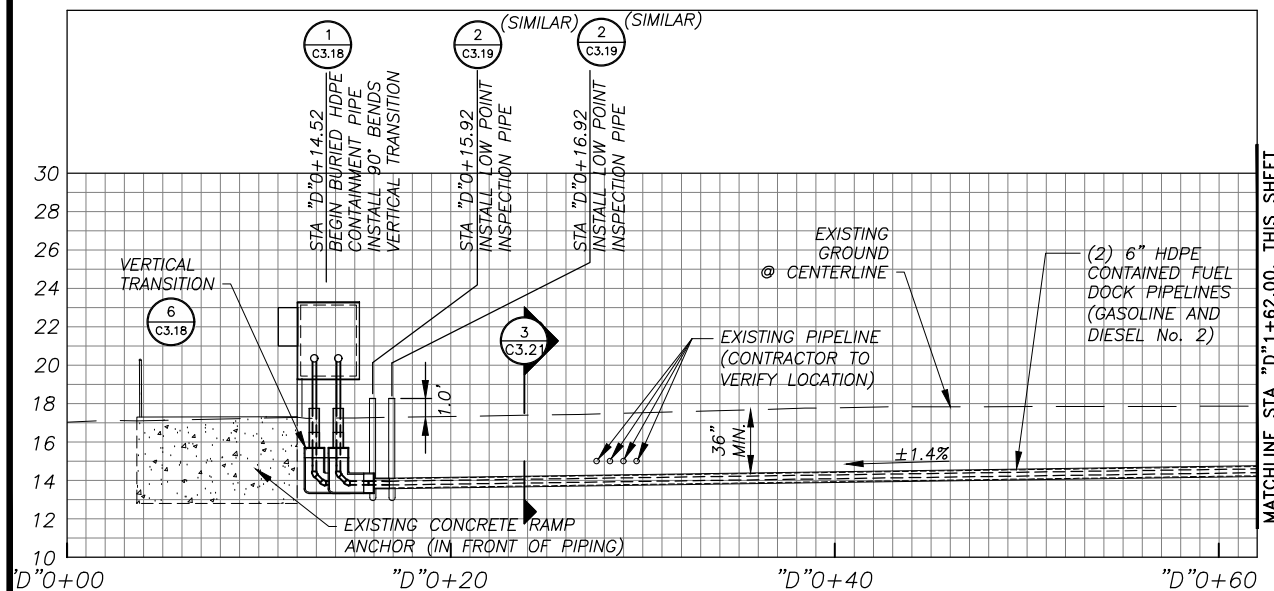 1
C3.18
2
C3.19
(SIMILAR)
2
C3.19
(SIMILAR)
STA "D"0+14.52
BEGIN BURIED HDPE
CONTAINMENT PIPE
INSTALL 90° BENDS
VERTICAL TRANSITION
STA "D"0+15.92
INSTALL LOW POINT
INSPECTION PIPE
STA "D"0+16.92
INSTALL LOW POINT
INSPECTION PIPE
30
28
26
24
22
20
18
16
14
12
10
VERTICAL
TRANSITION
6
C3.18
1.0'
3
C3.21
EXISTING
GROUND
@ CENTERLINE
EXISTING PIPELINE
(CONTRACTOR TO
VERIFY LOCATION)
(2) 6" HDPE
CONTAINED FUEL
DOCK PIPELINES
(GASOLINE AND
DIESEL No. 2)
36"
MIN.
±1.4%
EXISTING CONCRETE RAMP
ANCHOR (IN FRONT OF PIPING)
MATCHLINE STA "D"1+62.00, THIS SHEET
"D"0+00
"D"0+20
"D"0+40
"D"0+60